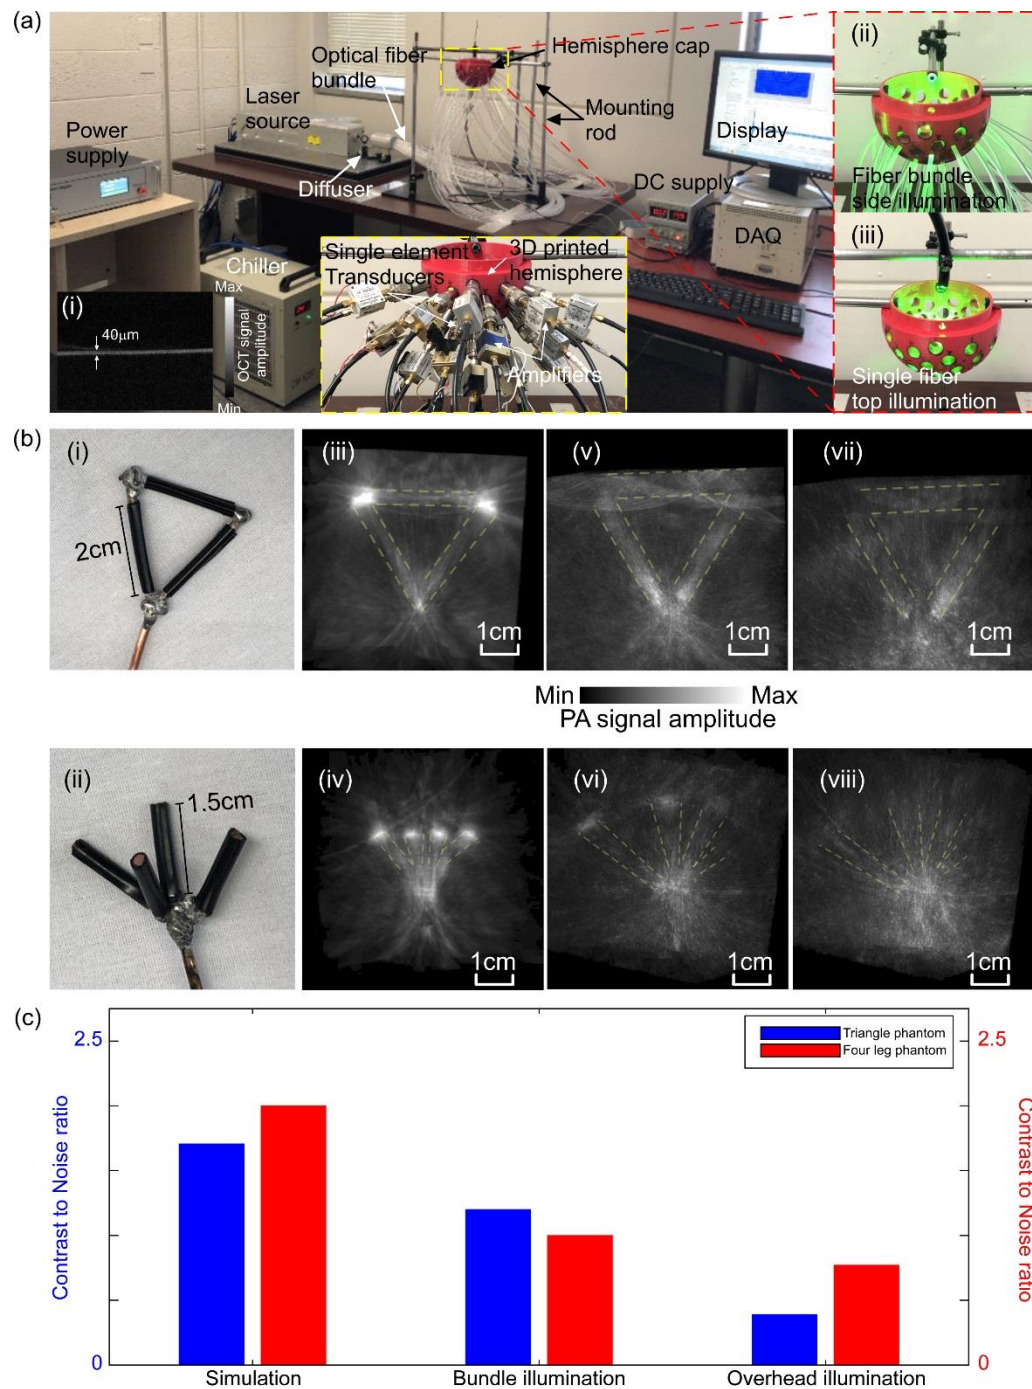 (a)
Optical fiber
bundle
Hemisphere cap
(ii)
Laser
source
Mounting
rod
Power
supply
Display
Diffuser
DC supply
Fiber bundle
side illumination
(iii)
Single element
Transducers
3D printed
hemisphere
DAQ
Chiller
(i)
Max
40μm
OCT signal
amplitude
Min
Amplifiers
Single fiber
top illumination
(b)
(i)
2cm
(iii)
1cm
(v)
1cm
(vii)
1cm
Min
Max
PA signal amplitude
(ii)
1.5cm
(iv)
1cm
(vi)
1cm
(viii)
1cm
(c)
2.5
Triangle phantom
Four leg phantom
2.5
Contrast to Noise ratio
Contrast to Noise ratio
0
0
Simulation
Bundle illumination
Overhead illumination